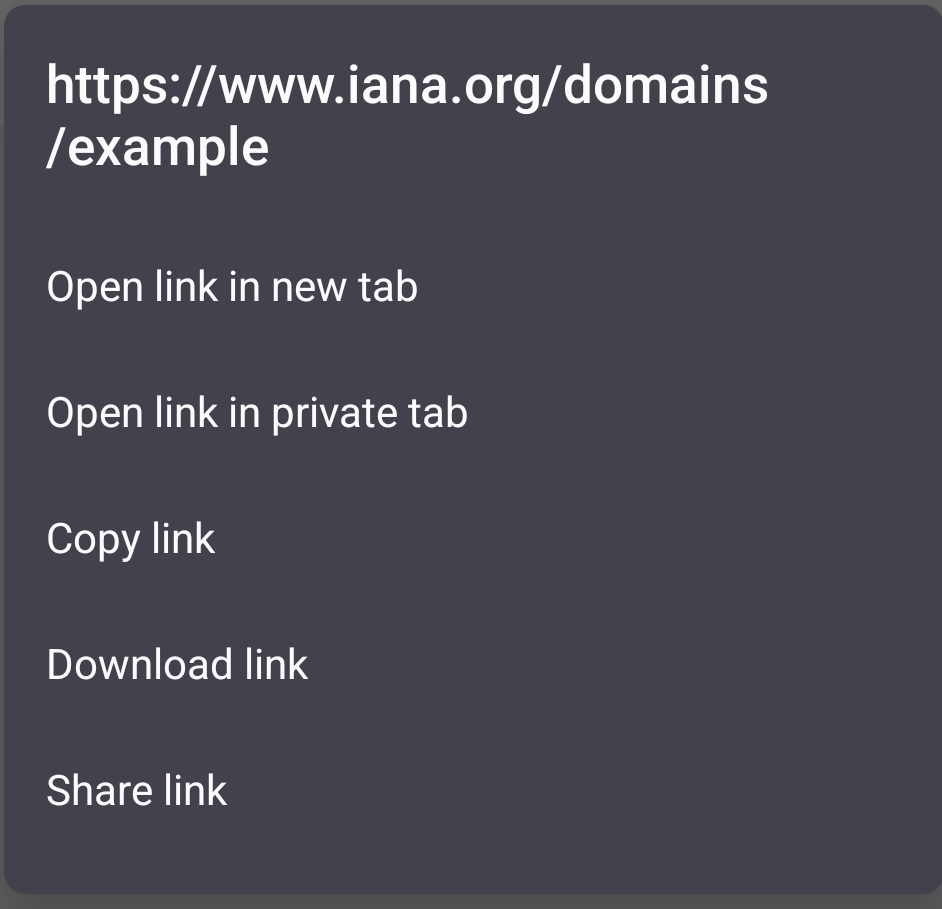 https://www.iana.org/domains
/example
Open link in new tab
Open link in private tab
Copy link
Download link
Share link